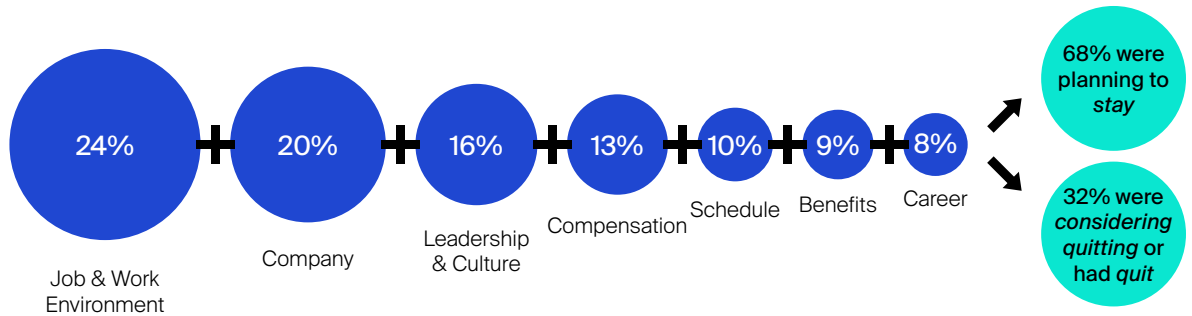 24%
20%
16%
13%
10%
9%
8%
Job & Work
Environment
Company
Leadership
& Culture
Compensation
Schedule
Benefits
Career
68% were
planning to
stay
32% were
considering
quitting or
had quit